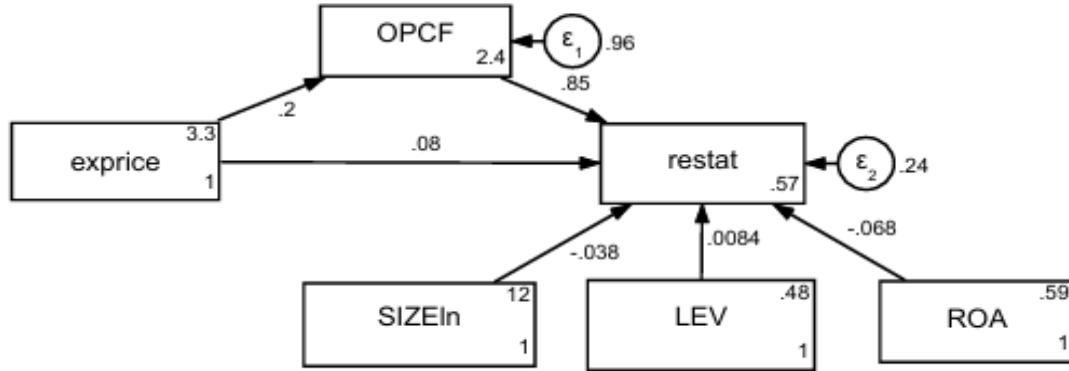 OPCF
2.4
ε1
.96
.2
.85
3.3
exprice
1
.08
restat
.57
ε2
.24
-.038
.0084
-.068
12
SIZEln
1
.48
LEV
1
.59
ROA
1